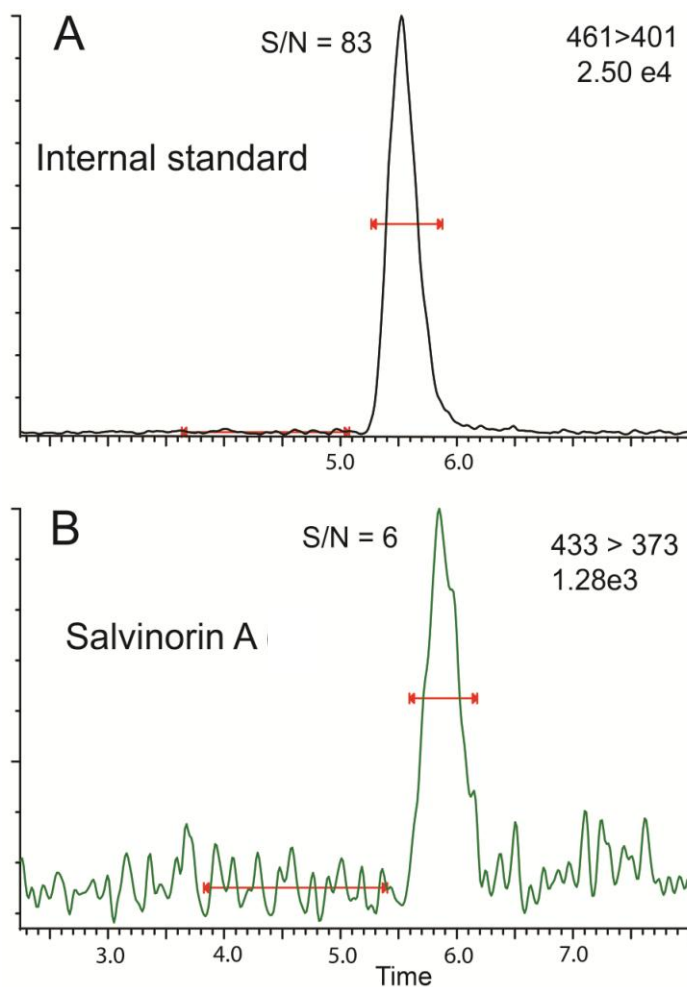 A
S/N = 83
461>401
2.50 e4
Internal standard
5.0 6.0
B
S/N = 6
433 > 373
1.28e3
Salvinorin A
3.0 4.0 5.0 6.0 7.0
Time